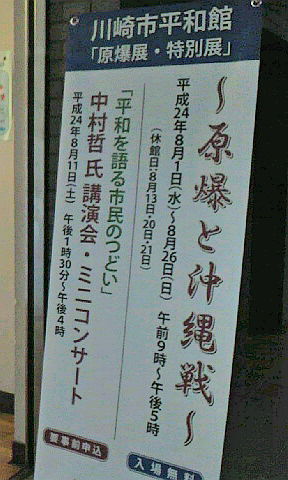 川崎市平和館
「原爆展・特別展」
～原爆と沖縄戦～
平成24年8月1日(水)～8月26日(日) 午前9時～午後5時
(休館日・8月13日・20日・21日)
「平和を語る市民のつどい」
中村哲氏 講演会・ミニコンサート
平成24年8月11日(土) 午後1時30分～午後4時
要事前申込
入場無料